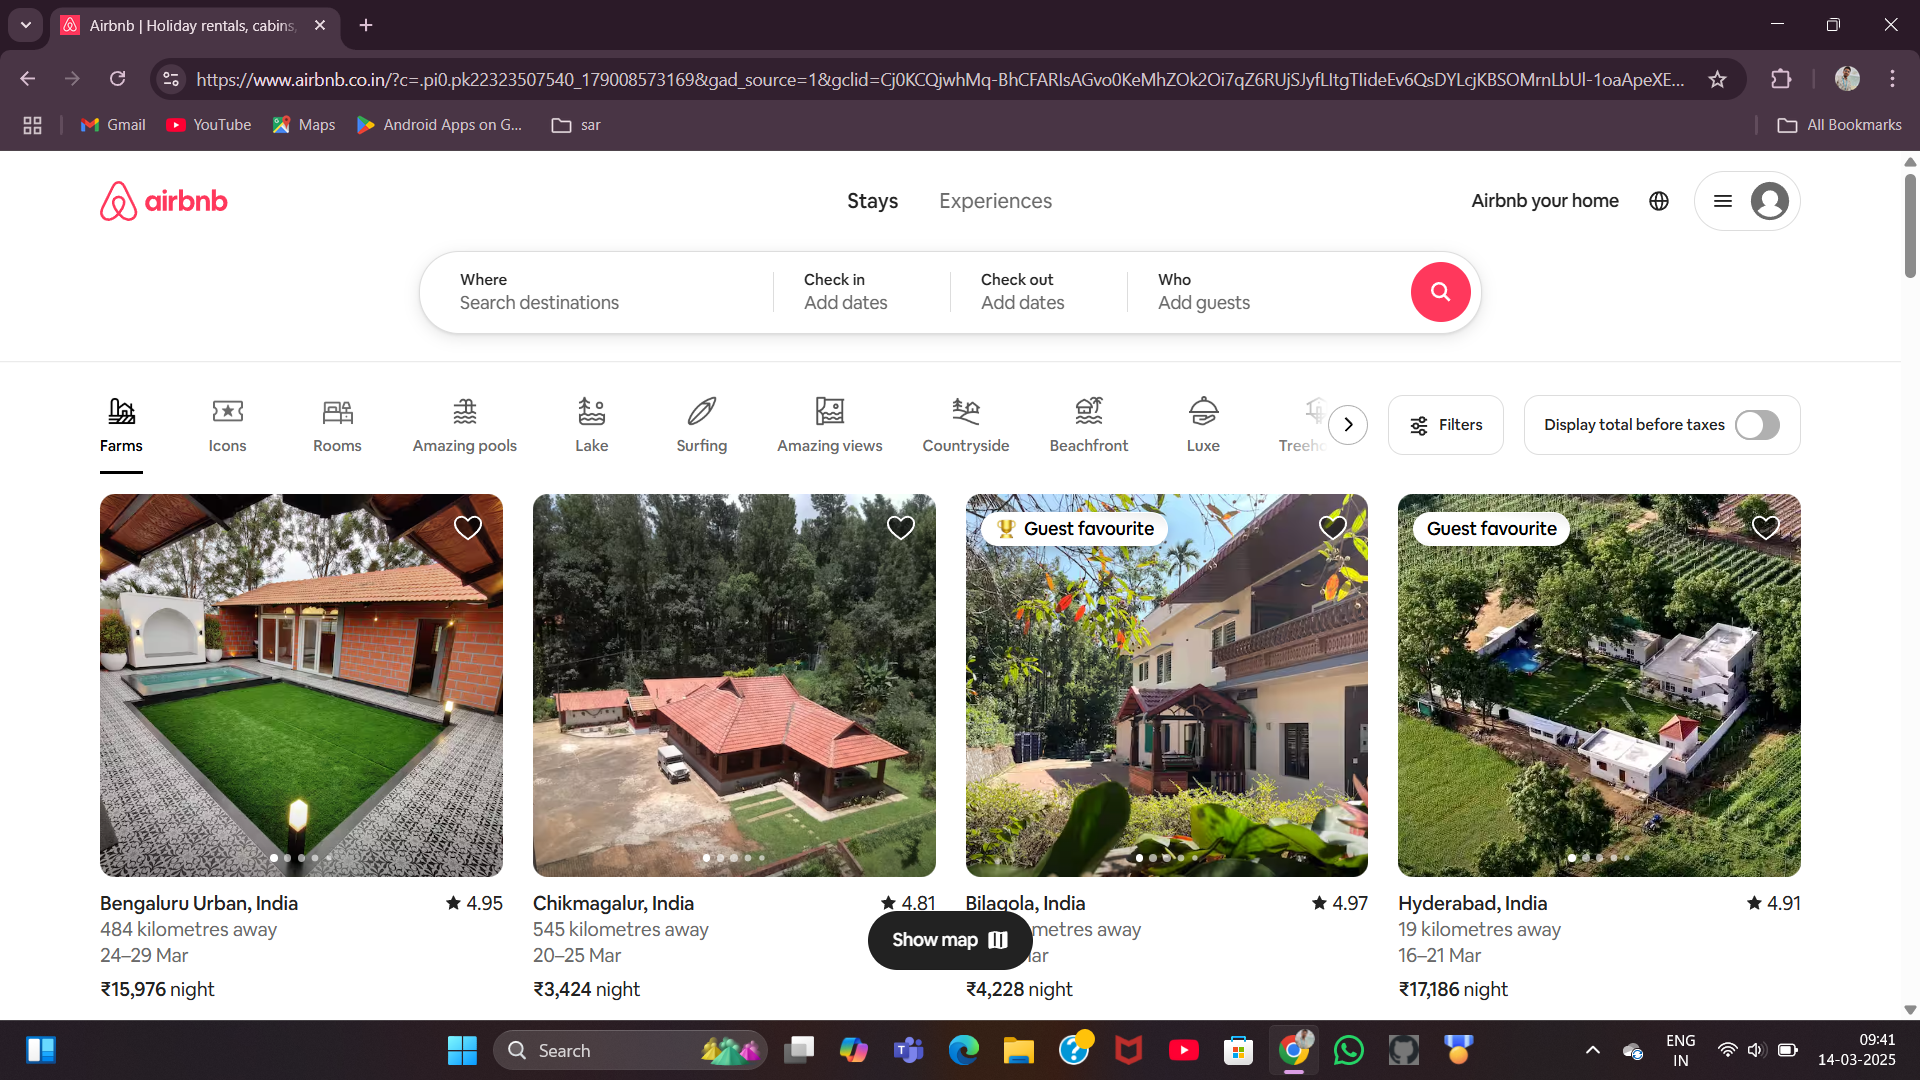 Airbnb | Holiday rentals, cabins,
https://www.airbnb.co.in/?c=.pi0.pk22323507540_179008573169&gad_source=1&gclid=Cj0KCQjwhMq-BhCFARIsAGvo0KeMhZOk2Oi7qZ6RUjSJyfLItgTIideEv6QsDYLcjKBSOMrnLbUl-1oaApeXE...
Gmail YouTube Maps Android Apps on G... sar All Bookmarks
airbnb Stays Experiences Airbnb your home
Where Check in Check out Who
Search destinations Add dates Add dates Add guests
Farms Icons Rooms Amazing pools Lake Surfing Amazing views Countryside Beachfront Luxe Treeho Filters Display total before taxes
Guest favourite Guest favourite
Bengaluru Urban, India 4.95 Chikmagalur, India 4.81 Bilagola, India 4.97 Hyderabad, India 4.91
484 kilometres away 545 kilometres away metres away 19 kilometres away
Show map
24–29 Mar 20–25 Mar ar 16–21 Mar
₹15,976 night ₹3,424 night ₹4,228 night ₹17,186 night
Search ENG 09:41
IN 14-03-2025